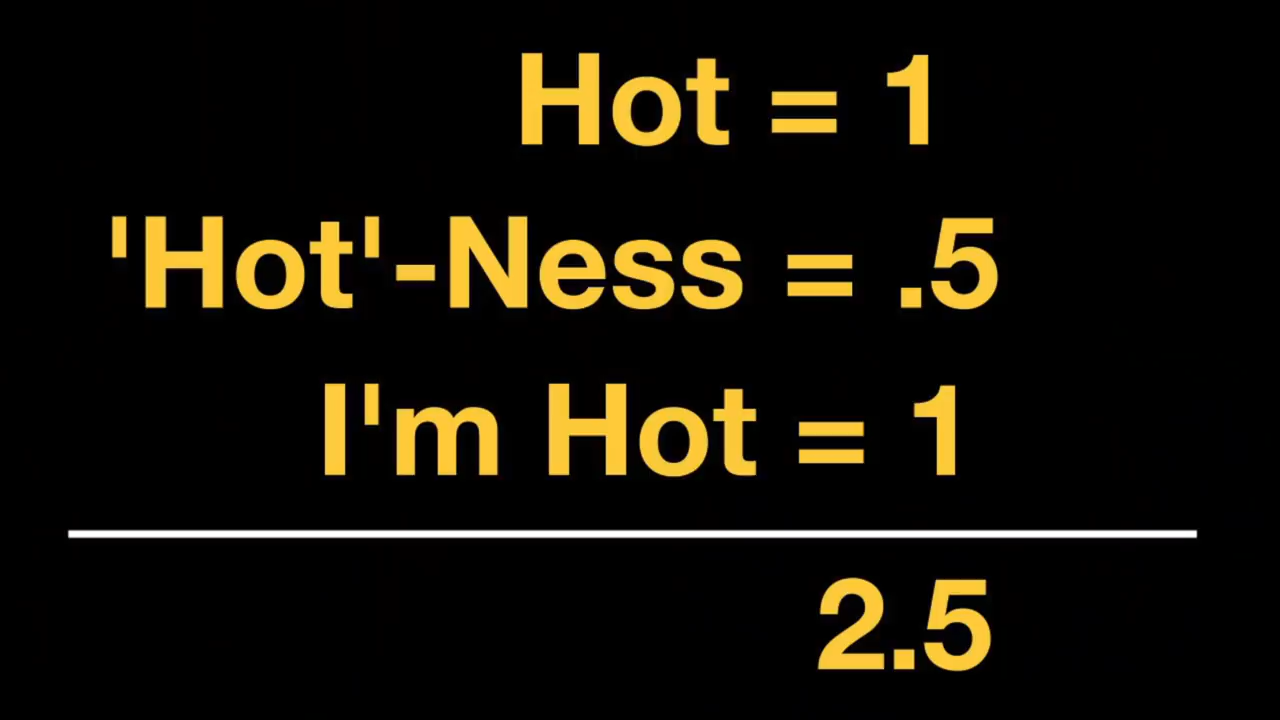 Hot = 1
'Hot'-Ness = .5
I'm Hot = 1
2.5